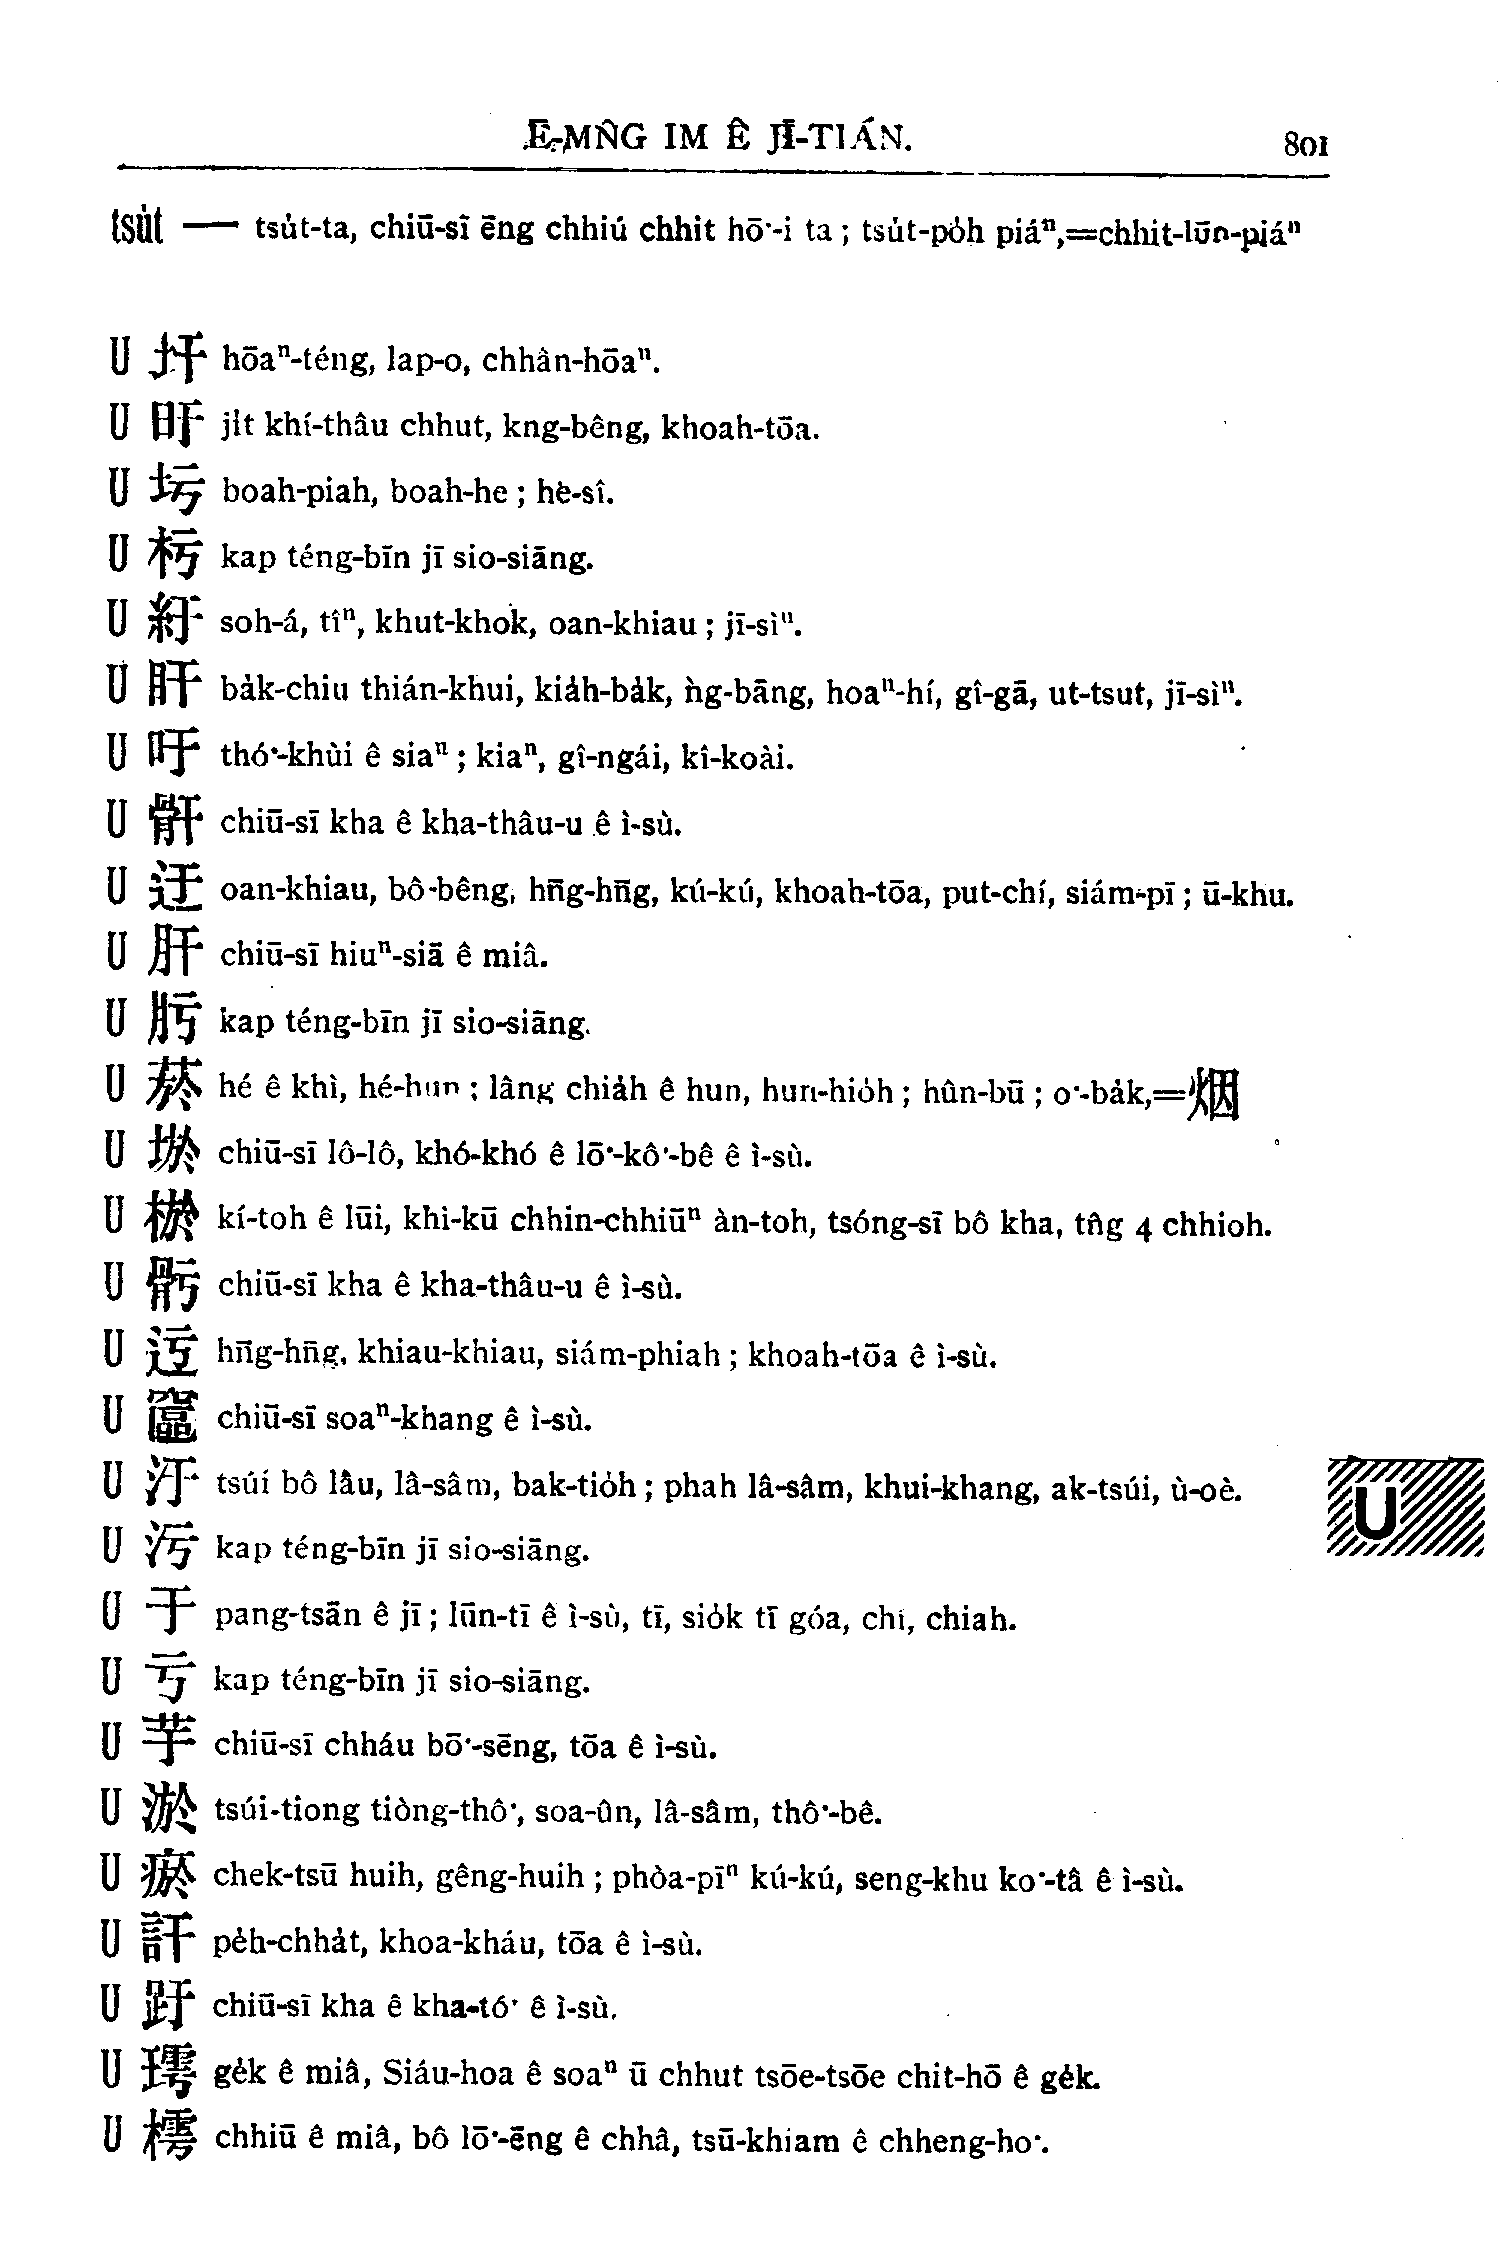 Ē-MN̂G IM Ê JĪ-TIÁN. 801
tsu̍t — tsu̍t-ta, chiū-sī ēng chhiú chhit hō͘-i ta ; tsu̍t-po̍h piáⁿ,=chhit-lūn-piáⁿ
U 圩 hōaⁿ-téng, lap-o, chhân-hōaⁿ.
U 旴 ji̍t khí-thâu chhut, kng-bêng, khoah-tōa.
U 圬 boah-piah, boah-he ; hè-sî.
U 杇 kap téng-bīn jī sio-siāng.
U 紆 soh-á, tîⁿ, khut-khok, oan-khiau ; jī-sìⁿ.
U 盱 ba̍k-chiu thián-khui, kia̍h-ba̍k, ǹg-bāng, hoaⁿ-hí, gî-gā, ut-tsut, jī-sìⁿ.
U 吁 thó͘-khùi ê siaⁿ ; kiaⁿ, gî-ngái, kî-koài.
U 骬 chiū-sī kha ê kha-thâu-u ê ì-sù.
U 迂 oan-khiau, bô-bêng, hn̄g-hn̄g, kú-kú, khoah-tōa, put-chí, siám-pī ; ū-khu.
U 肝 chiū-sī hiuⁿ-siā ê miâ.
U 肟 kap téng-bīn jī sio-siāng.
U 菸 hé ê khì, hé-hun ; lâng chia̍h ê hun, hun-hio̍h ; hûn-bū ; o͘-ba̍k,=烟
U 埝 chiū-sī lô-lô, khó-khó ê lō͘-kô͘-bê ê ì-sù.
U 棜 kí-toh ê lūi, khi-kū chhin-chhiūⁿ àn-toh, tsóng-sī bô kha, tn̂g 4 chhioh.
U 骩 chiū-sī kha ê kha-thâu-u ê ì-sù.
U 迃 hn̄g-hn̄g, khiau-khiau, siám-phiah ; khoah-tōa ê ì-sù.
U chiū-sī soaⁿ-khang ê ì-sù.
U 汙 tsúi bô lâu, lâ-sâm, bak-tio̍h ; phah lâ-sâm, khui-khang, ak-tsúi, ù-oè.
U 污 kap téng-bīn jī sio-siāng.
U 于 pang-tsān ê jī ; lūn-tī ê ì-sù, tī, sio̍k tī góa, chi, chiah.
U 亏 kap téng-bīn jī sio-siāng.
U 芋 chiū-sī chháu bō͘-sēng, tōa ê ì-sù.
U 淤 tsúi-tiong tiòng-thô͘, soa-ûn, lâ-sâm, thô͘-bê.
U
U 瘀 chek-tsū huih, gêng-huih ; phòa-pīⁿ kú-kú, seng-khu ko͘-tâ ê ì-sù.
U 訏 pe̍h-chha̍t, khoa-kháu, tōa ê ì-sù.
U 趶 chiū-sī kha ê kha-tó͘ ê ì-sù.
U 璍 ge̍k ê miâ, Siáu-hoa ê soaⁿ ū chhut tsōe-tsōe chit-hō ê ge̍k.
U 樗 chhiū ê miâ, bô lō͘-ēng ê chhâ, tsū-khiam ê chheng-ho͘.